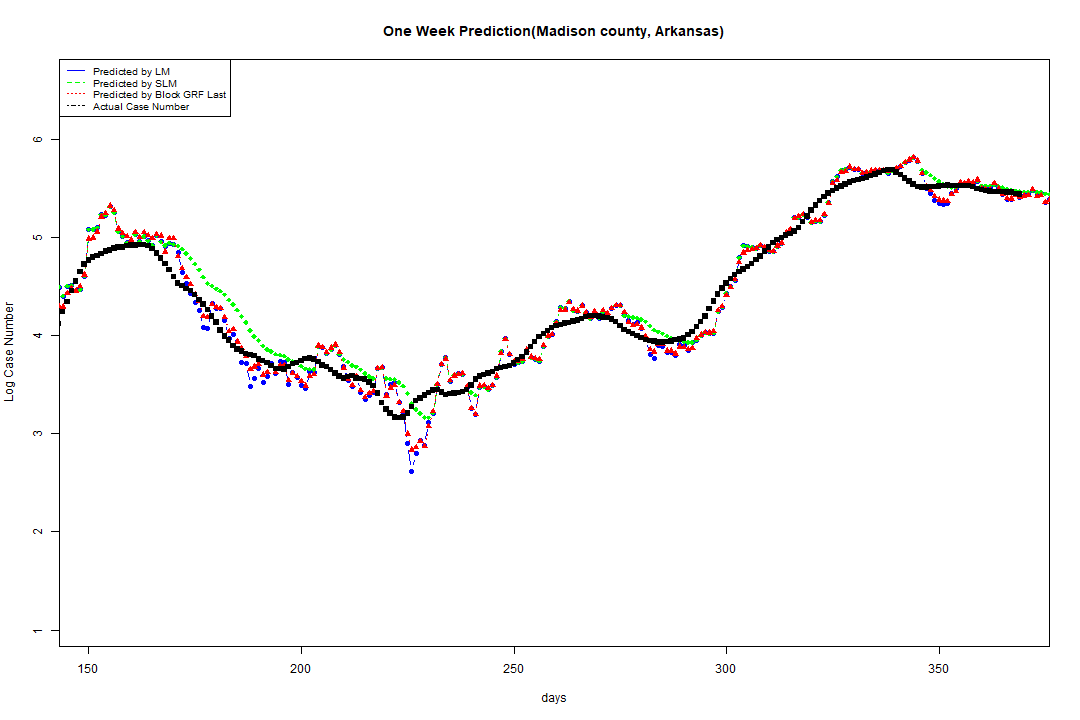 One Week Prediction(Madison county, Arkansas)
Predicted by LM
Predicted by SLM
Predicted by Block GRF Last
Actual Case Number
6
5
4
3
2
1
Log Case Number
150 200 250 300 350
days